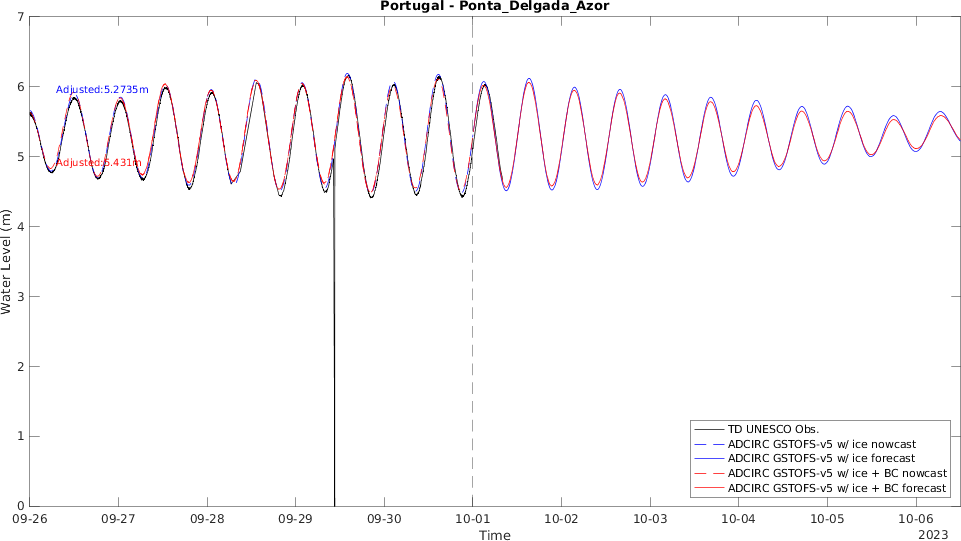 Portugal - Ponta_Delgada_Azor
7
6
5
4
3
2
1
0
Water Level (m)
Adjusted:5.2735m
Adjusted:5.431m
TD UNESCO Obs.
ADCIRC GSTOFS-v5 w/ ice nowcast
ADCIRC GSTOFS-v5 w/ ice forecast
ADCIRC GSTOFS-v5 w/ ice + BC nowcast
ADCIRC GSTOFS-v5 w/ ice + BC forecast
09-26 09-27 09-28 09-29 09-30 10-01 10-02 10-03 10-04 10-05 10-06
Time
2023